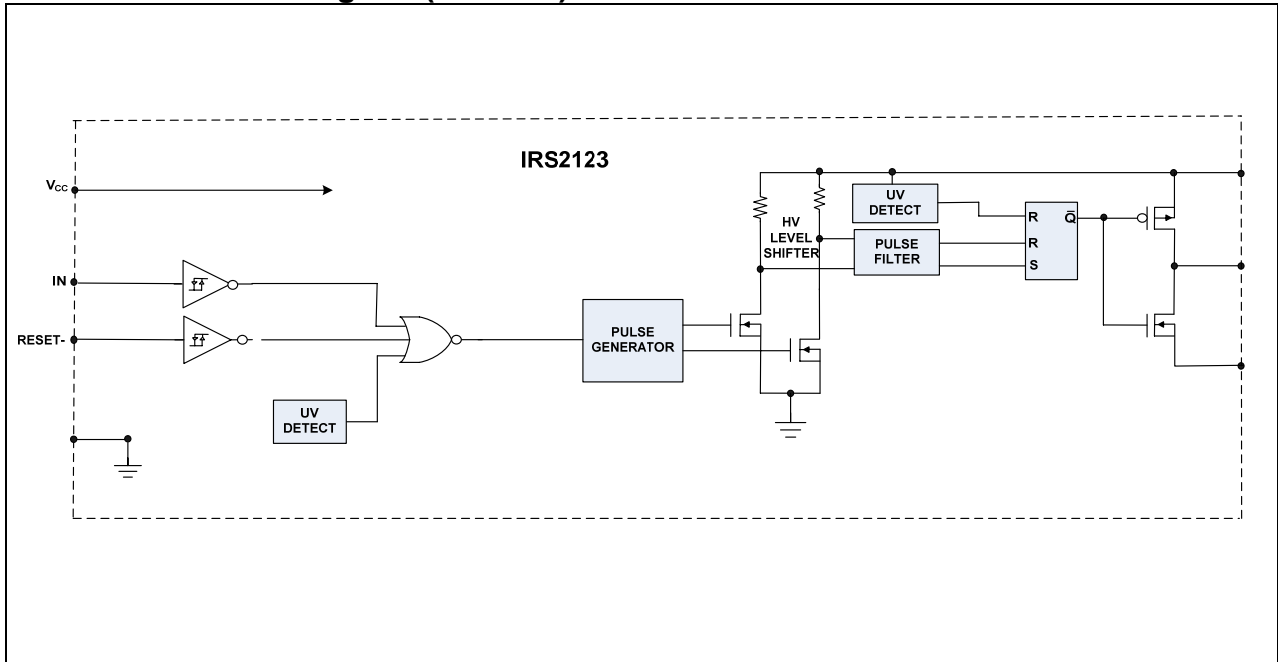 IRS2123
VCC
IN
RESET-
UV
DETECT
PULSE
GENERATOR
HV
LEVEL
SHIFTER
UV
DETECT
PULSE
FILTER
R
R
S
Q̅